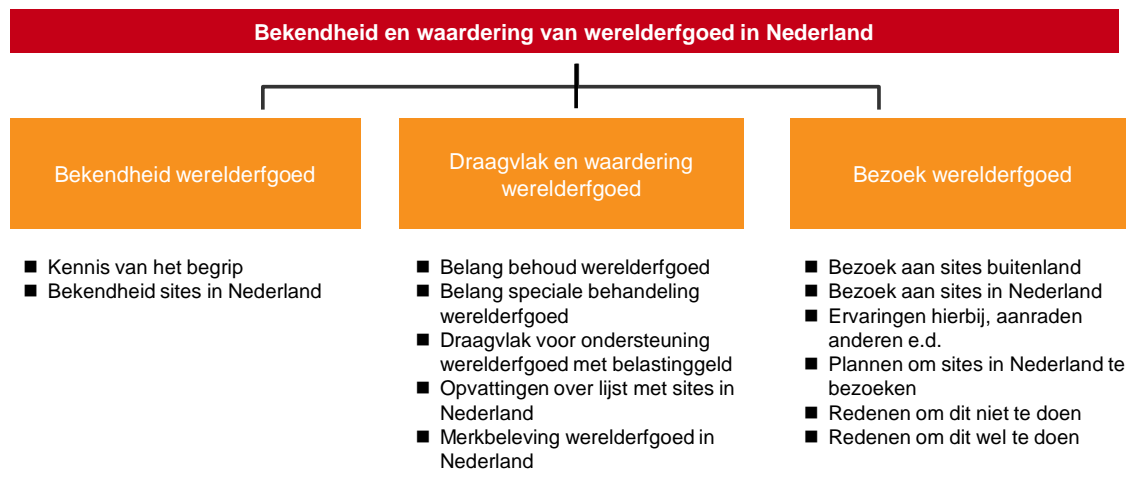 Bekendheid en waardering van werelderfgoed in Nederland
Bekendheid werelderfgoed
Draagvlak en waardering
werelderfgoed
Bezoek werelderfgoed
■ Kennis van het begrip
■ Bekendheid sites in Nederland
■ Belang behoud werelderfgoed
■ Belang speciale behandeling
werelderfgoed
■ Draagvlak voor ondersteuning
werelderfgoed met belastinggeld
■ Opvattingen over lijst met sites in
Nederland
■ Merkbeleving werelderfgoed in
Nederland
■ Bezoek aan sites buitenland
■ Bezoek aan sites in Nederland
■ Ervaringen hierbij, aanraden
anderen e.d.
■ Plannen om sites in Nederland te
bezoeken
■ Redenen om dit niet te doen
■ Redenen om dit wel te doen